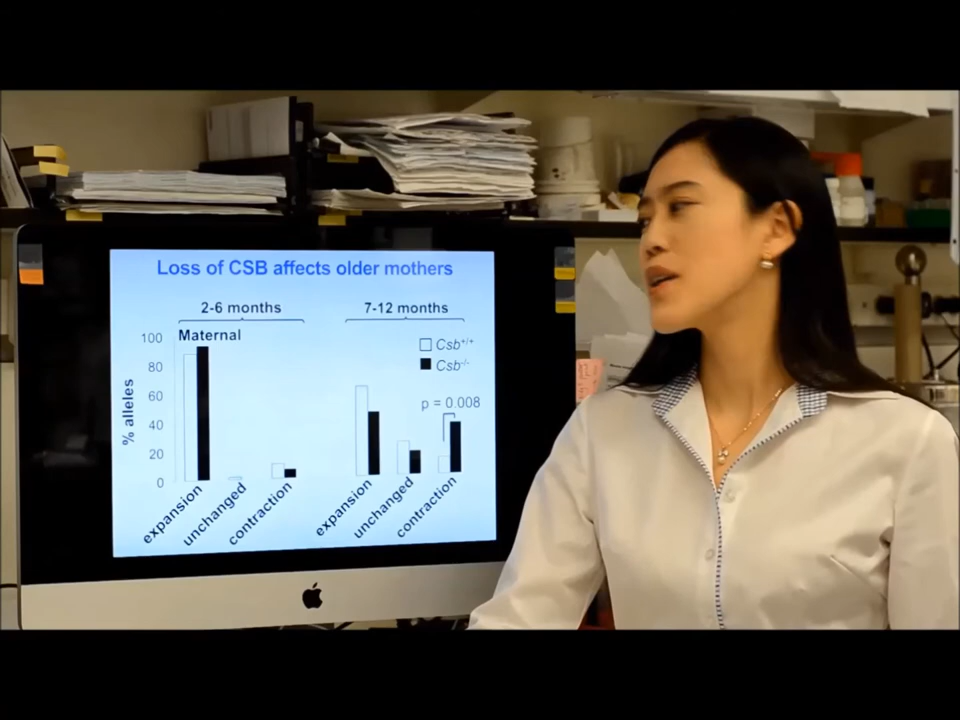 Loss of CSB affects older mothers
2-6 months
7-12 months
Maternal
Csb+/+
Csb-/-
p = 0.008
% alleles
100
80
60
40
20
0
expansion
unchanged
contraction
expansion
unchanged
contraction